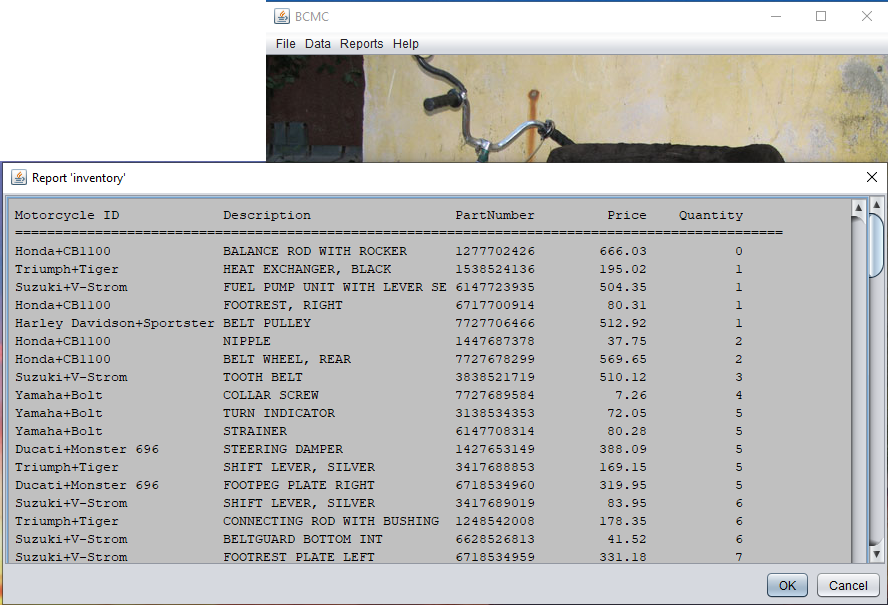 BCMC
File Data Reports Help
Report 'inventory'
Motorcycle ID Description PartNumber Price Quantity
================================================================================================
Honda+CB1100 BALANCE ROD WITH ROCKER 1277702426 666.03 0
Triumph+Tiger HEAT EXCHANGER, BLACK 1538524136 195.02 1
Suzuki+V-Strom FUEL PUMP UNIT WITH LEVER SE 6147723935 504.35 1
Honda+CB1100 FOOTREST, RIGHT 6717700914 80.31 1
Harley Davidson+Sportster BELT PULLEY 7727706466 512.92 1
Honda+CB1100 NIPPLE 1447687378 37.75 2
Honda+CB1100 BELT WHEEL, REAR 7727678299 569.65 2
Suzuki+V-Strom TOOTH BELT 3838521719 510.12 3
Yamaha+Bolt COLLAR SCREW 7727689584 7.26 4
Yamaha+Bolt TURN INDICATOR 3138534353 72.05 5
Yamaha+Bolt STRAINER 6147708314 80.28 5
Ducati+Monster 696 STEERING DAMPER 1427653149 388.09 5
Triumph+Tiger SHIFT LEVER, SILVER 3417688853 169.15 5
Ducati+Monster 696 FOOTPEG PLATE RIGHT 6718534960 319.95 5
Suzuki+V-Strom SHIFT LEVER, SILVER 3417689019 83.95 6
Triumph+Tiger CONNECTING ROD WITH BUSHING 1248542008 178.35 6
Suzuki+V-Strom BELTGUARD BOTTOM INT 6628526813 41.52 6
Suzuki+V-Strom FOOTREST PLATE LEFT 6718534959 331.18 7
OK Cancel